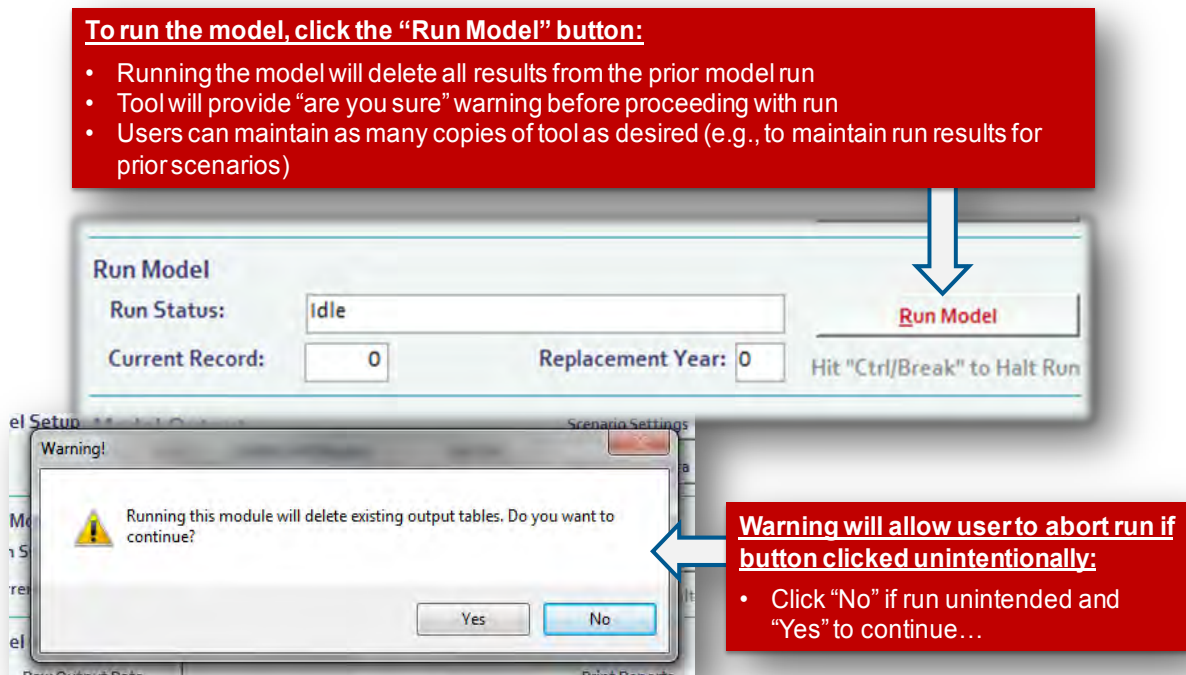 To run the model, click the “Run Model” button:
• Running the model will delete all results from the prior model run
• Tool will provide “are you sure” warning before proceeding with run
• Users can maintain as many copies of tool as desired (e.g., to maintain run results for
prior scenarios)
Run Model
Run Status: Idle Run Model
Current Record: 0 Replacement Year: 0 Hit "Ctrl/Break" to Halt Run
el Setup Scenario Settings
Warning!
Running this module will delete existing output tables. Do you want to
continue?
Yes No
Warning will allow user to abort run if
button clicked unintentionally:
• Click “No” if run unintended and
“Yes” to continue…